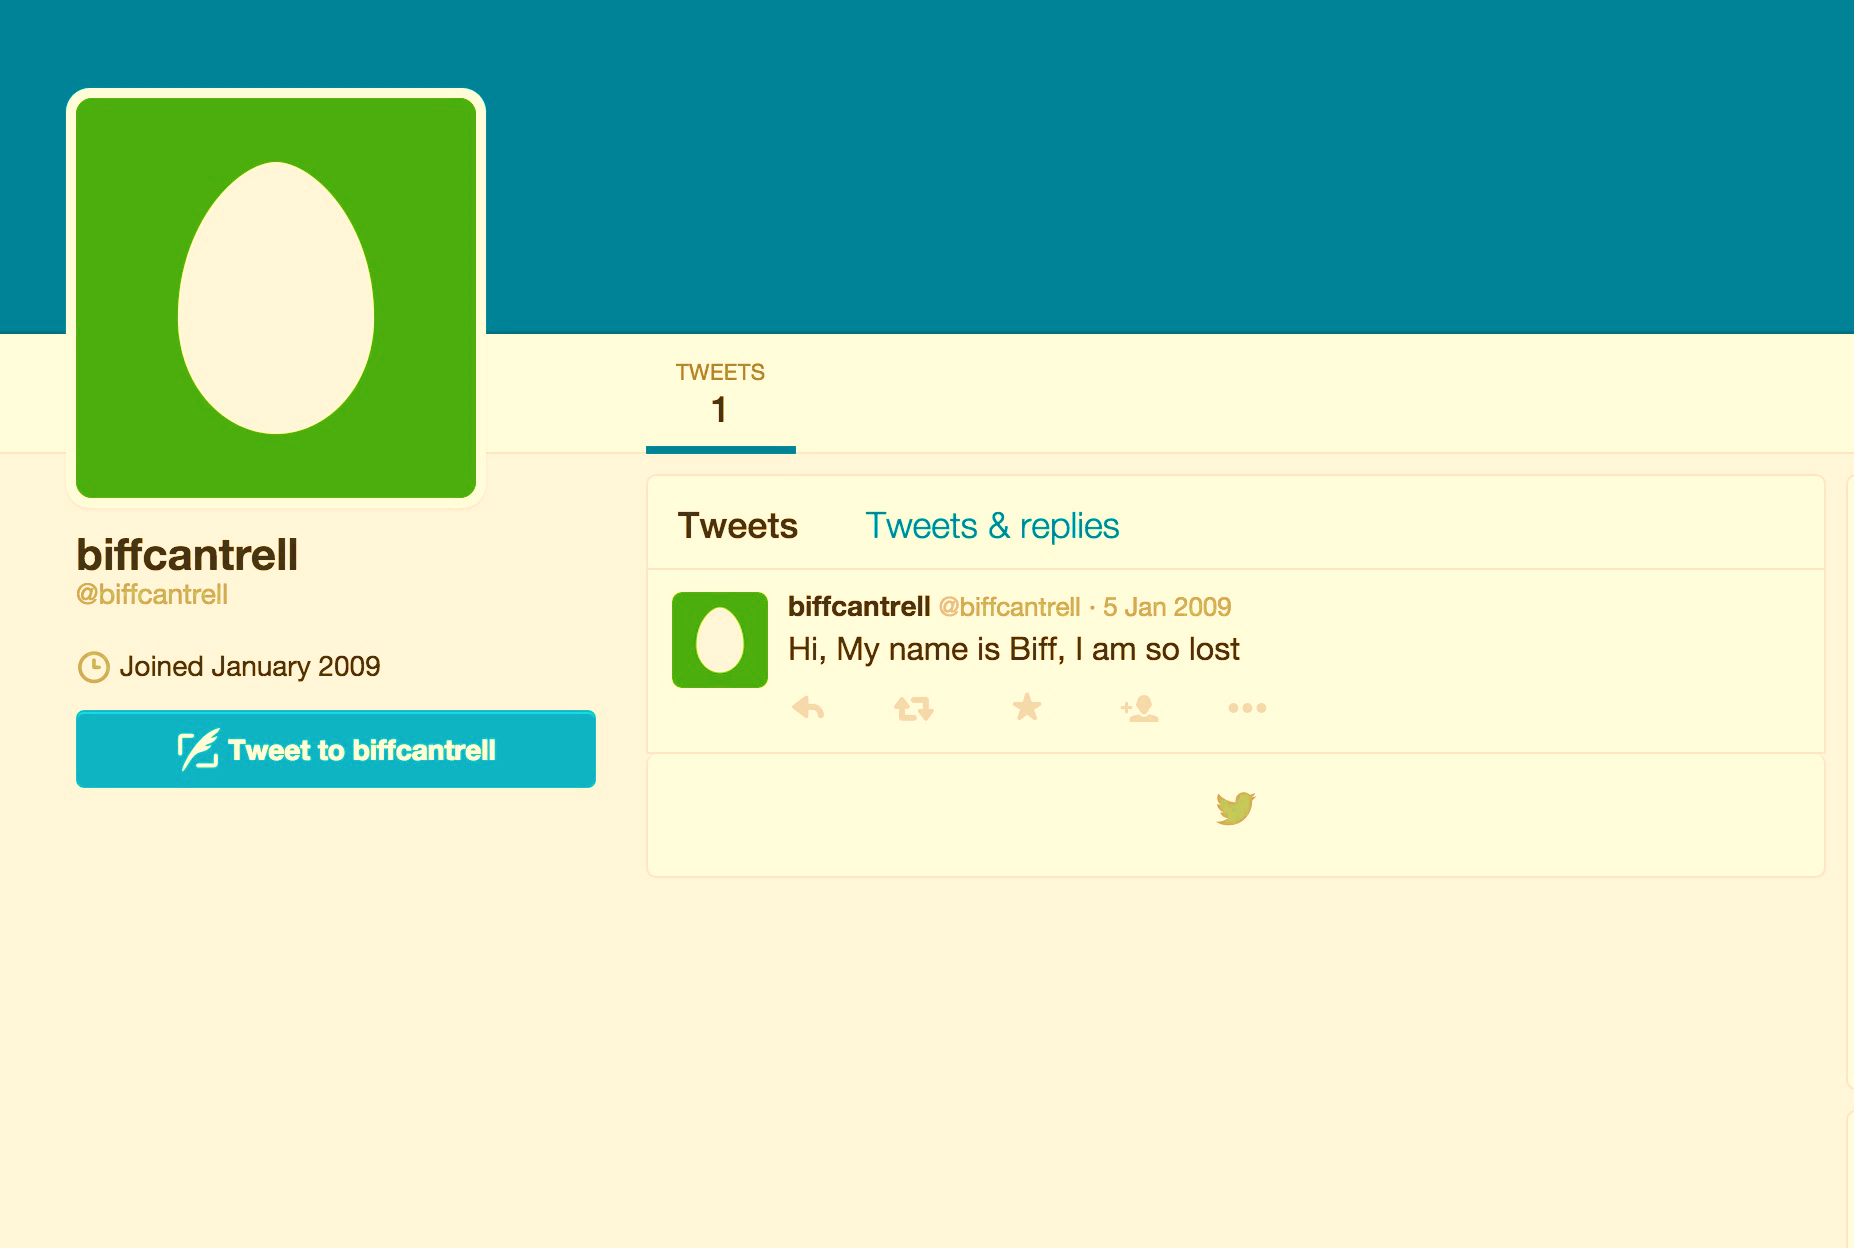 TWEETS
1
biffcantrell
@biffcantrell
Joined January 2009
Tweet to biffcantrell
Tweets Tweets & replies
biffcantrell @biffcantrell · 5 Jan 2009
Hi, My name is Biff, I am so lost